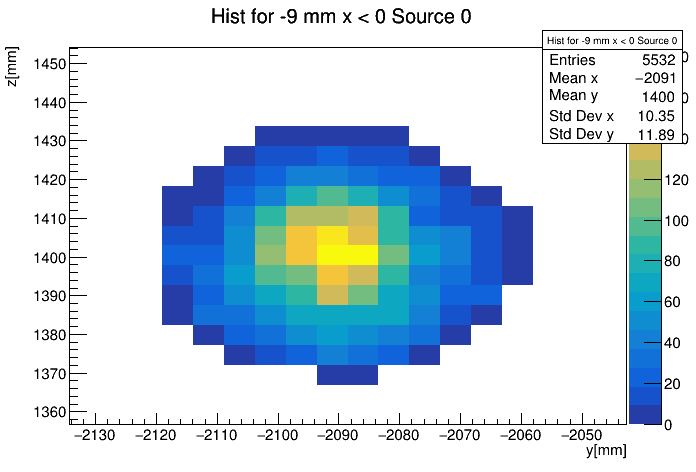 Hist for -9 mm x < 0 Source 0
z[mm]
Hist for -9 mm x < 0 Source 0
Entries 5532
Mean x −2091
Mean y 1400
Std Dev x 10.35
Std Dev y 11.89
1450
1440
1430
1420
1410
1400
1390
1380
1370
1360
0
0
120
100
80
60
40
20
0
−2130 −2120 −2110 −2100 −2090 −2080 −2070 −2060 −2050
y[mm]